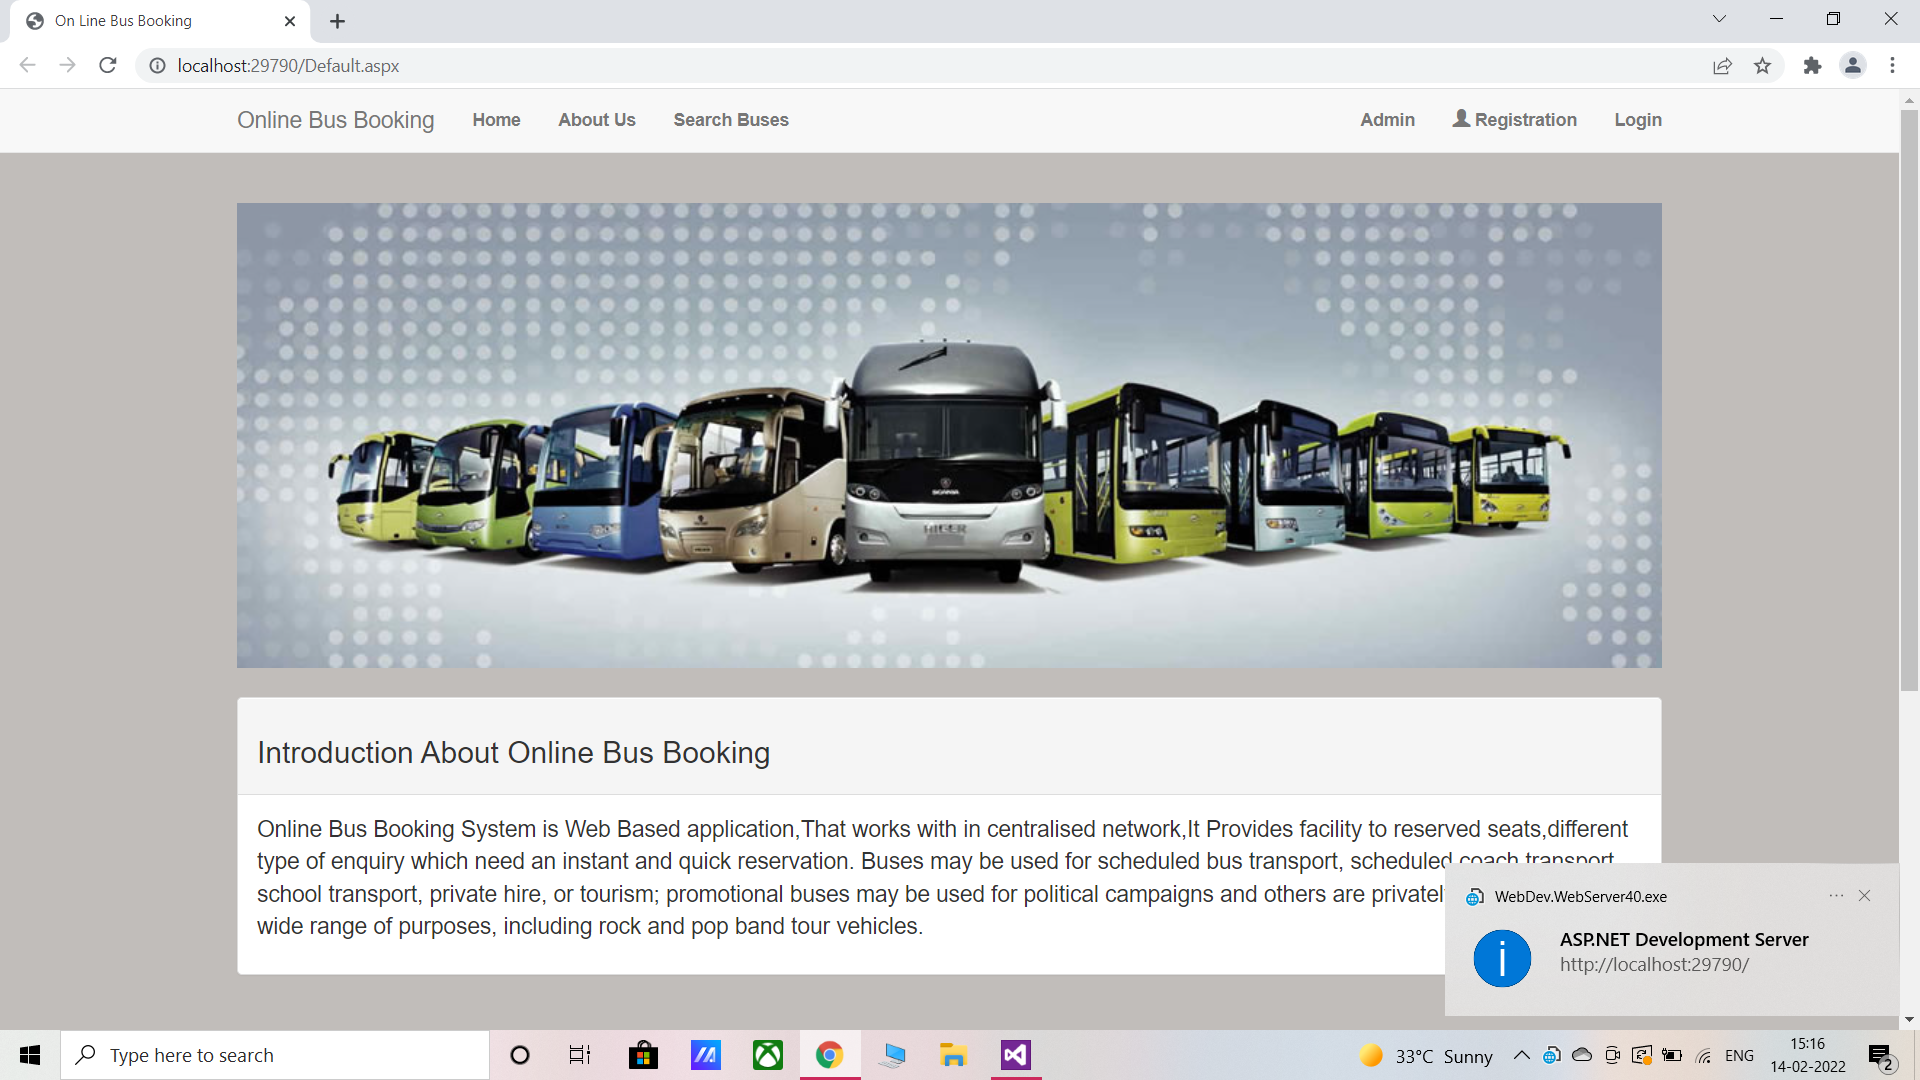 On Line Bus Booking
localhost:29790/Default.aspx
Online Bus Booking Home About Us Search Buses Admin Registration Login
SCANIA
HIGER
Introduction About Online Bus Booking
Online Bus Booking System is Web Based application,That works with in centralised network,It Provides facility to reserved seats,different
type of enquiry which need an instant and quick reservation. Buses may be used for scheduled bus transport, scheduled coach transport
school transport, private hire, or tourism; promotional buses may be used for political campaigns and others are privatel
wide range of purposes, including rock and pop band tour vehicles.
WebDev.WebServer40.exe
ASP.NET Development Server
http://localhost:29790/
Type here to search
33°C Sunny
ENG
15:16
14-02-2022
2